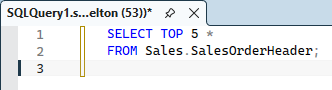 SQLQuery1.s...elton (53))*
1 SELECT TOP 5 *
2 FROM Sales.SalesOrderHeader;
3